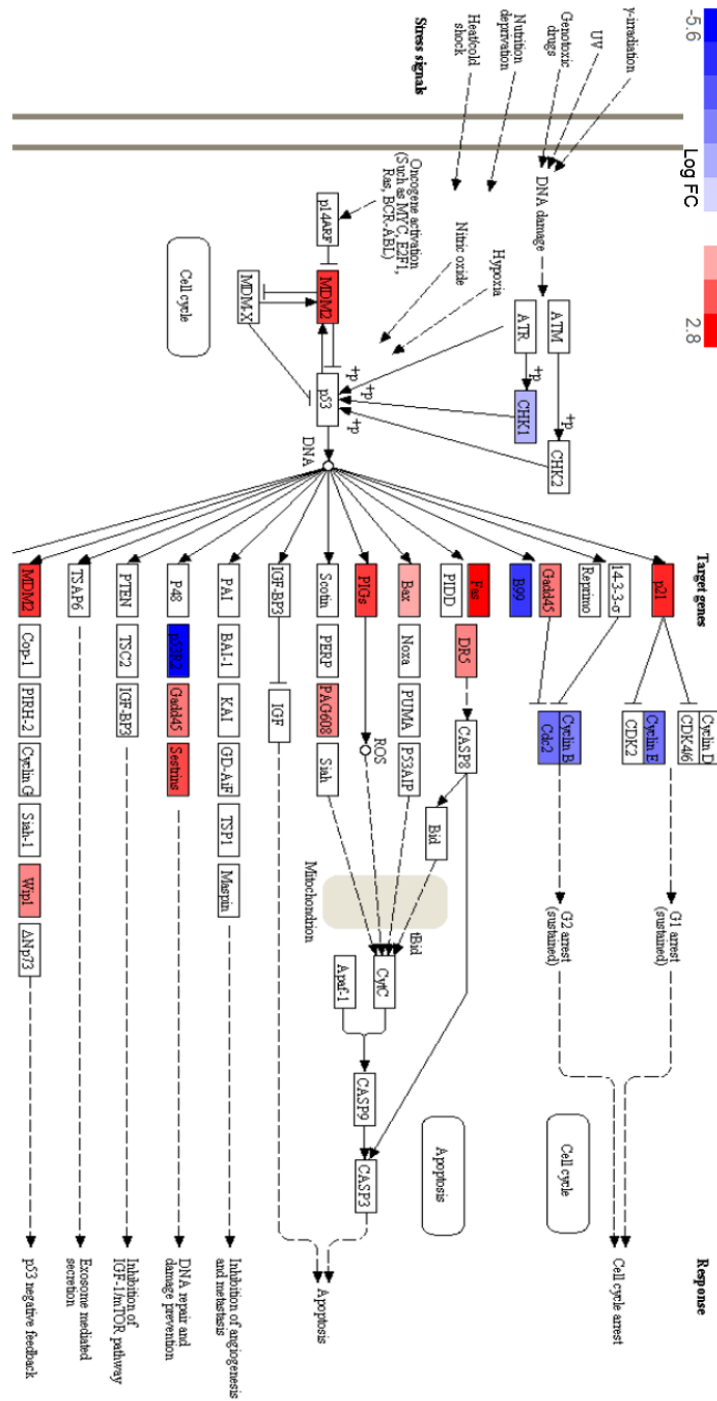 -5.6
Log FC
2.8
Stress signals
Target genes
Response
γ-irradiation
UV
Genotoxic
drugs
Nutrition
deprivation
Heat/cold
shock
DNA damage
Hypoxia
Nitric oxide
Oncogene activation
(Such as MYC, E2F1,
Ras, BCR-ABL)
p14ARF
MDM2
MDM-X
Cell cycle
ATM
ATR
+p
CHK2
+p
CHK1
+p
+p
+p
p53
DNA
p21
Cyclin D
CDK4/6
Cyclin E
CDK2
G1 arrest
(sustained)
14-3-3-σ
Reprimo
Gadd45
B99
Cyclin B
Cdc2
G2 arrest
(sustained)
Cell cycle
Cell cycle arrest
Fas
PIDD
DR5
CASP8
Bid
tBid
Bax
Noxa
PUMA
P53AIP
PIGs
ROS
Scotin
PERP
PAG608
Siah
Mitochondrion
CytC
Apaf-1
CASP9
CASP3
Apoptosis
Apoptosis
IGF-BP3
IGF
PAI
BAI-1
KAI
GD-AiF
TSP1
Maspin
Inhibition of angiogenesis
and metastasis
P48
p53R2
Gadd45
Sestrins
DNA repair and
damage prevention
PTEN
TSC2
IGF-BP3
Inhibition of
IGF-1/mTOR pathway
TSAP6
Exosome mediated
secretion
MDM2
Cop-1
PIRH-2
Cyclin G
Siah-1
Wip1
ΔNp73
p53 negative feedback